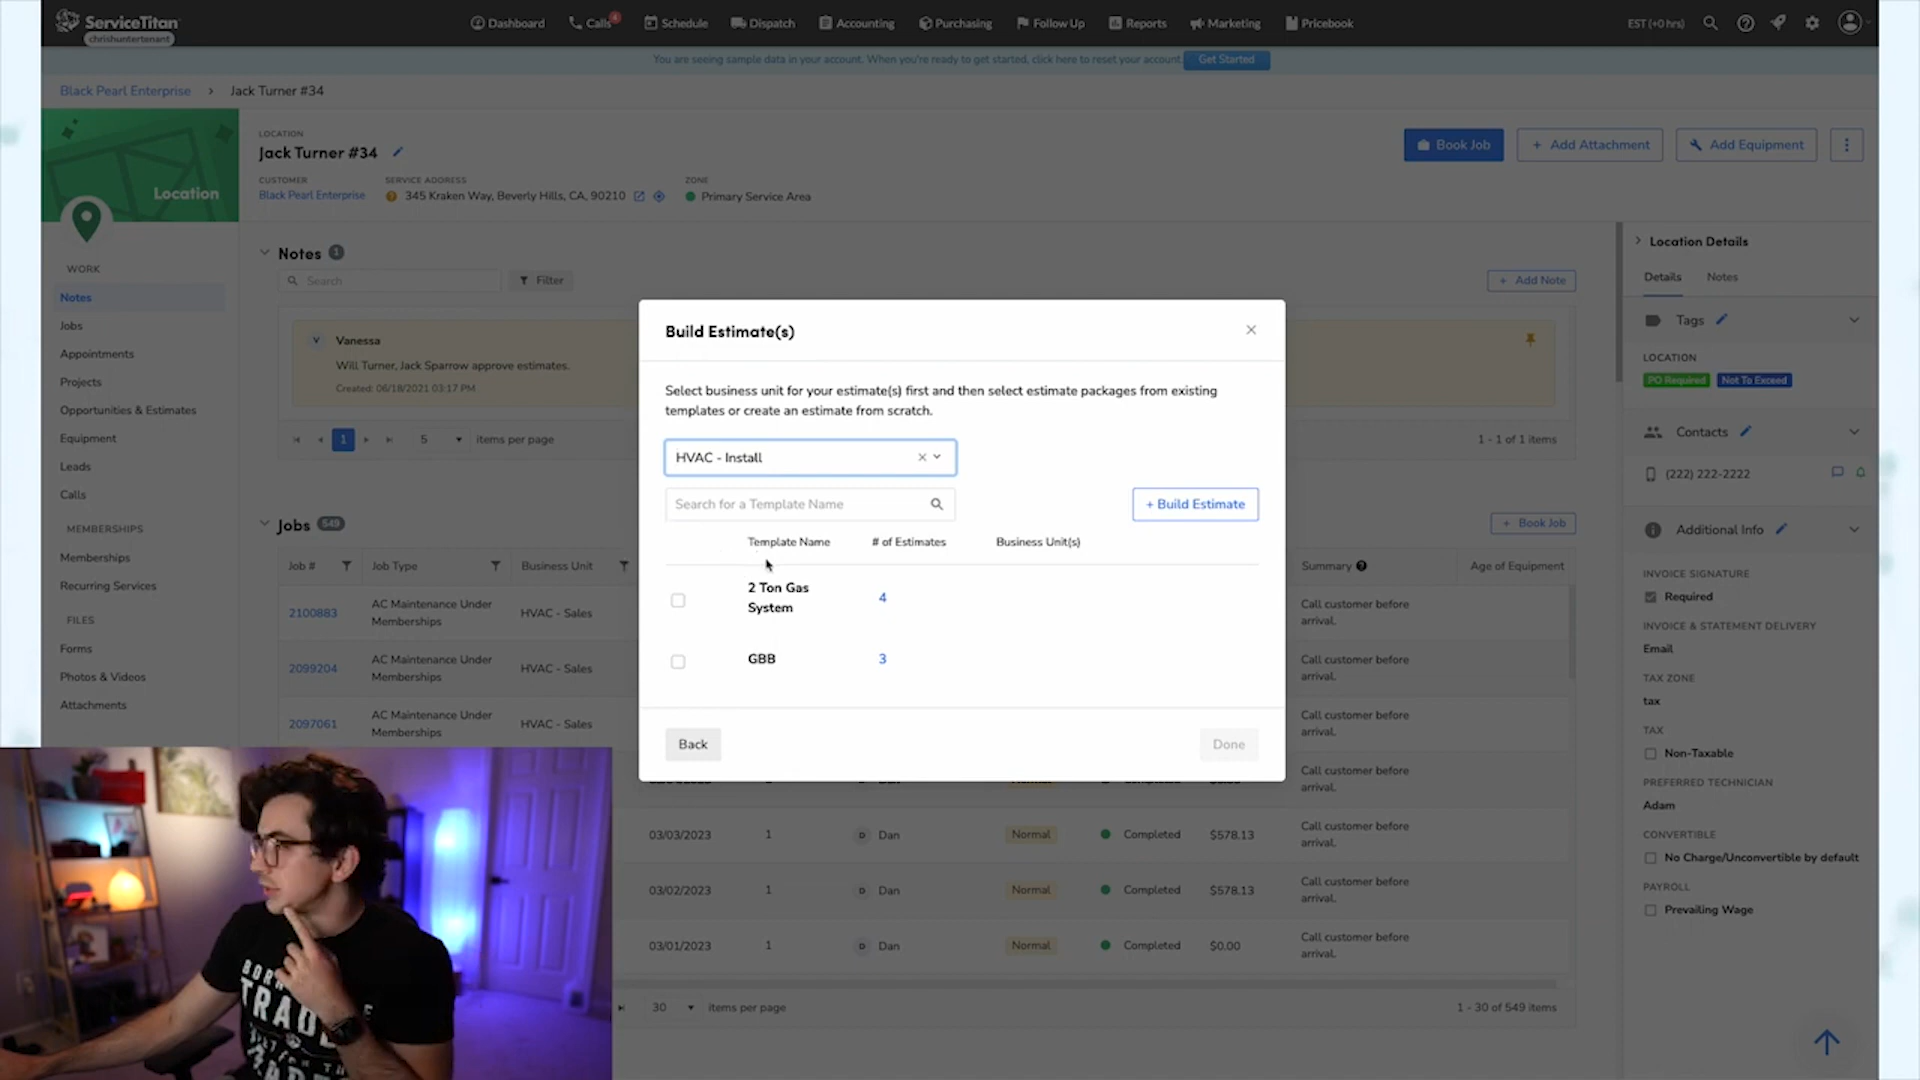 ServiceTitan
chrishuntertenant
Dashboard
Calls
4
Schedule
Dispatch
Accounting
Purchasing
Follow Up
Reports
Marketing
Pricebook
EST (+0 hrs)
You are seeing sample data in your account. When you're ready to get started, click here to reset your account.
Get Started
Black Pearl Enterprise > Jack Turner #34
Location
LOCATION
Jack Turner #34
CUSTOMER
Black Pearl Enterprise
SERVICE ADDRESS
345 Kraken Way, Beverly Hills, CA, 90210
ZONE
Primary Service Area
Book Job
+ Add Attachment
Add Equipment
WORK
Notes
Jobs
Appointments
Projects
Opportunities & Estimates
Equipment
Leads
Calls
MEMBERSHIPS
Memberships
Recurring Services
FILES
Forms
Photos & Videos
Attachments
Notes 1
Search
Filter
+ Add Note
V
Vanessa
Will Turner, Jack Sparrow approve estimates.
Created: 06/18/2021 03:17 PM
1
5
items per page
1 - 1 of 1 items
Jobs 549
+ Book Job
Job #
Job Type
Business Unit
Summary
Age of Equipment
2100883
AC Maintenance Under
Memberships
HVAC - Sales
Call customer before
arrival.
2099204
AC Maintenance Under
Memberships
HVAC - Sales
Call customer before
arrival.
2097061
AC Maintenance Under
Memberships
HVAC - Sales
Call customer before
arrival.
Call customer before
arrival.
03/03/2023
1
D
Dan
Normal
Completed
$578.13
Call customer before
arrival.
03/02/2023
1
D
Dan
Normal
Completed
$578.13
Call customer before
arrival.
03/01/2023
1
D
Dan
Normal
Completed
$0.00
Call customer before
arrival.
30
items per page
1 - 30 of 549 items
Build Estimate(s)
Select business unit for your estimate(s) first and then select estimate packages from existing
templates or create an estimate from scratch.
HVAC - Install
Search for a Template Name
+ Build Estimate
Template Name
# of Estimates
Business Unit(s)
2 Ton Gas
System
4
GBB
3
Back
Done
Location Details
Details
Notes
Tags
LOCATION
PO Required
Not To Exceed
Contacts
(222) 222-2222
Additional Info
INVOICE SIGNATURE
Required
INVOICE & STATEMENT DELIVERY
Email
TAX ZONE
tax
TAX
Non-Taxable
PREFERRED TECHNICIAN
Adam
CONVERTIBLE
No Charge/Unconvertible by default
PAYROLL
Prevailing Wage